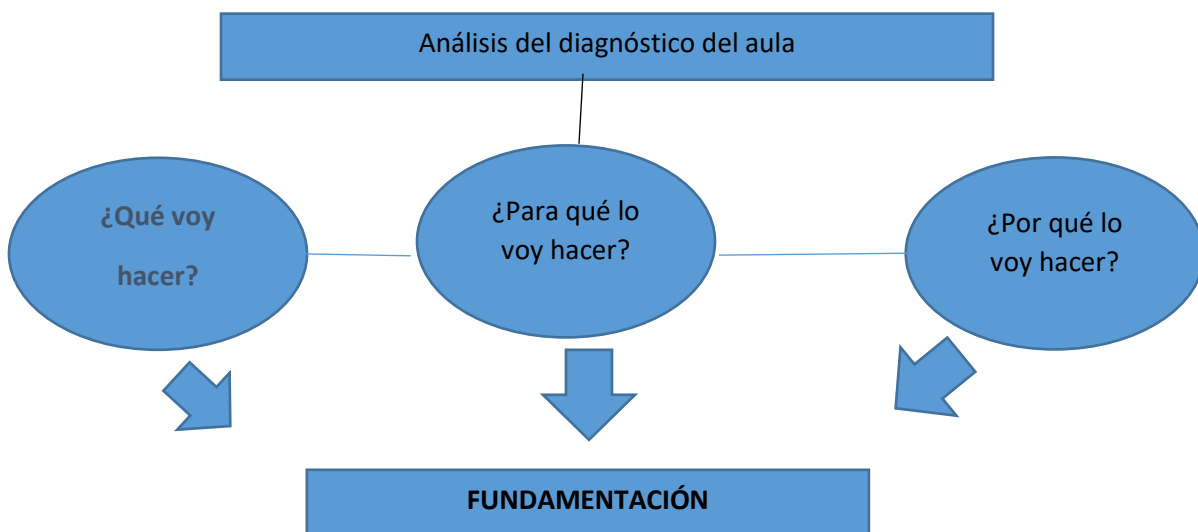 Análisis del diagnóstico del aula
¿Qué voy
hacer?
¿Para qué lo
voy hacer?
¿Por qué lo
voy hacer?
FUNDAMENTACIÓN